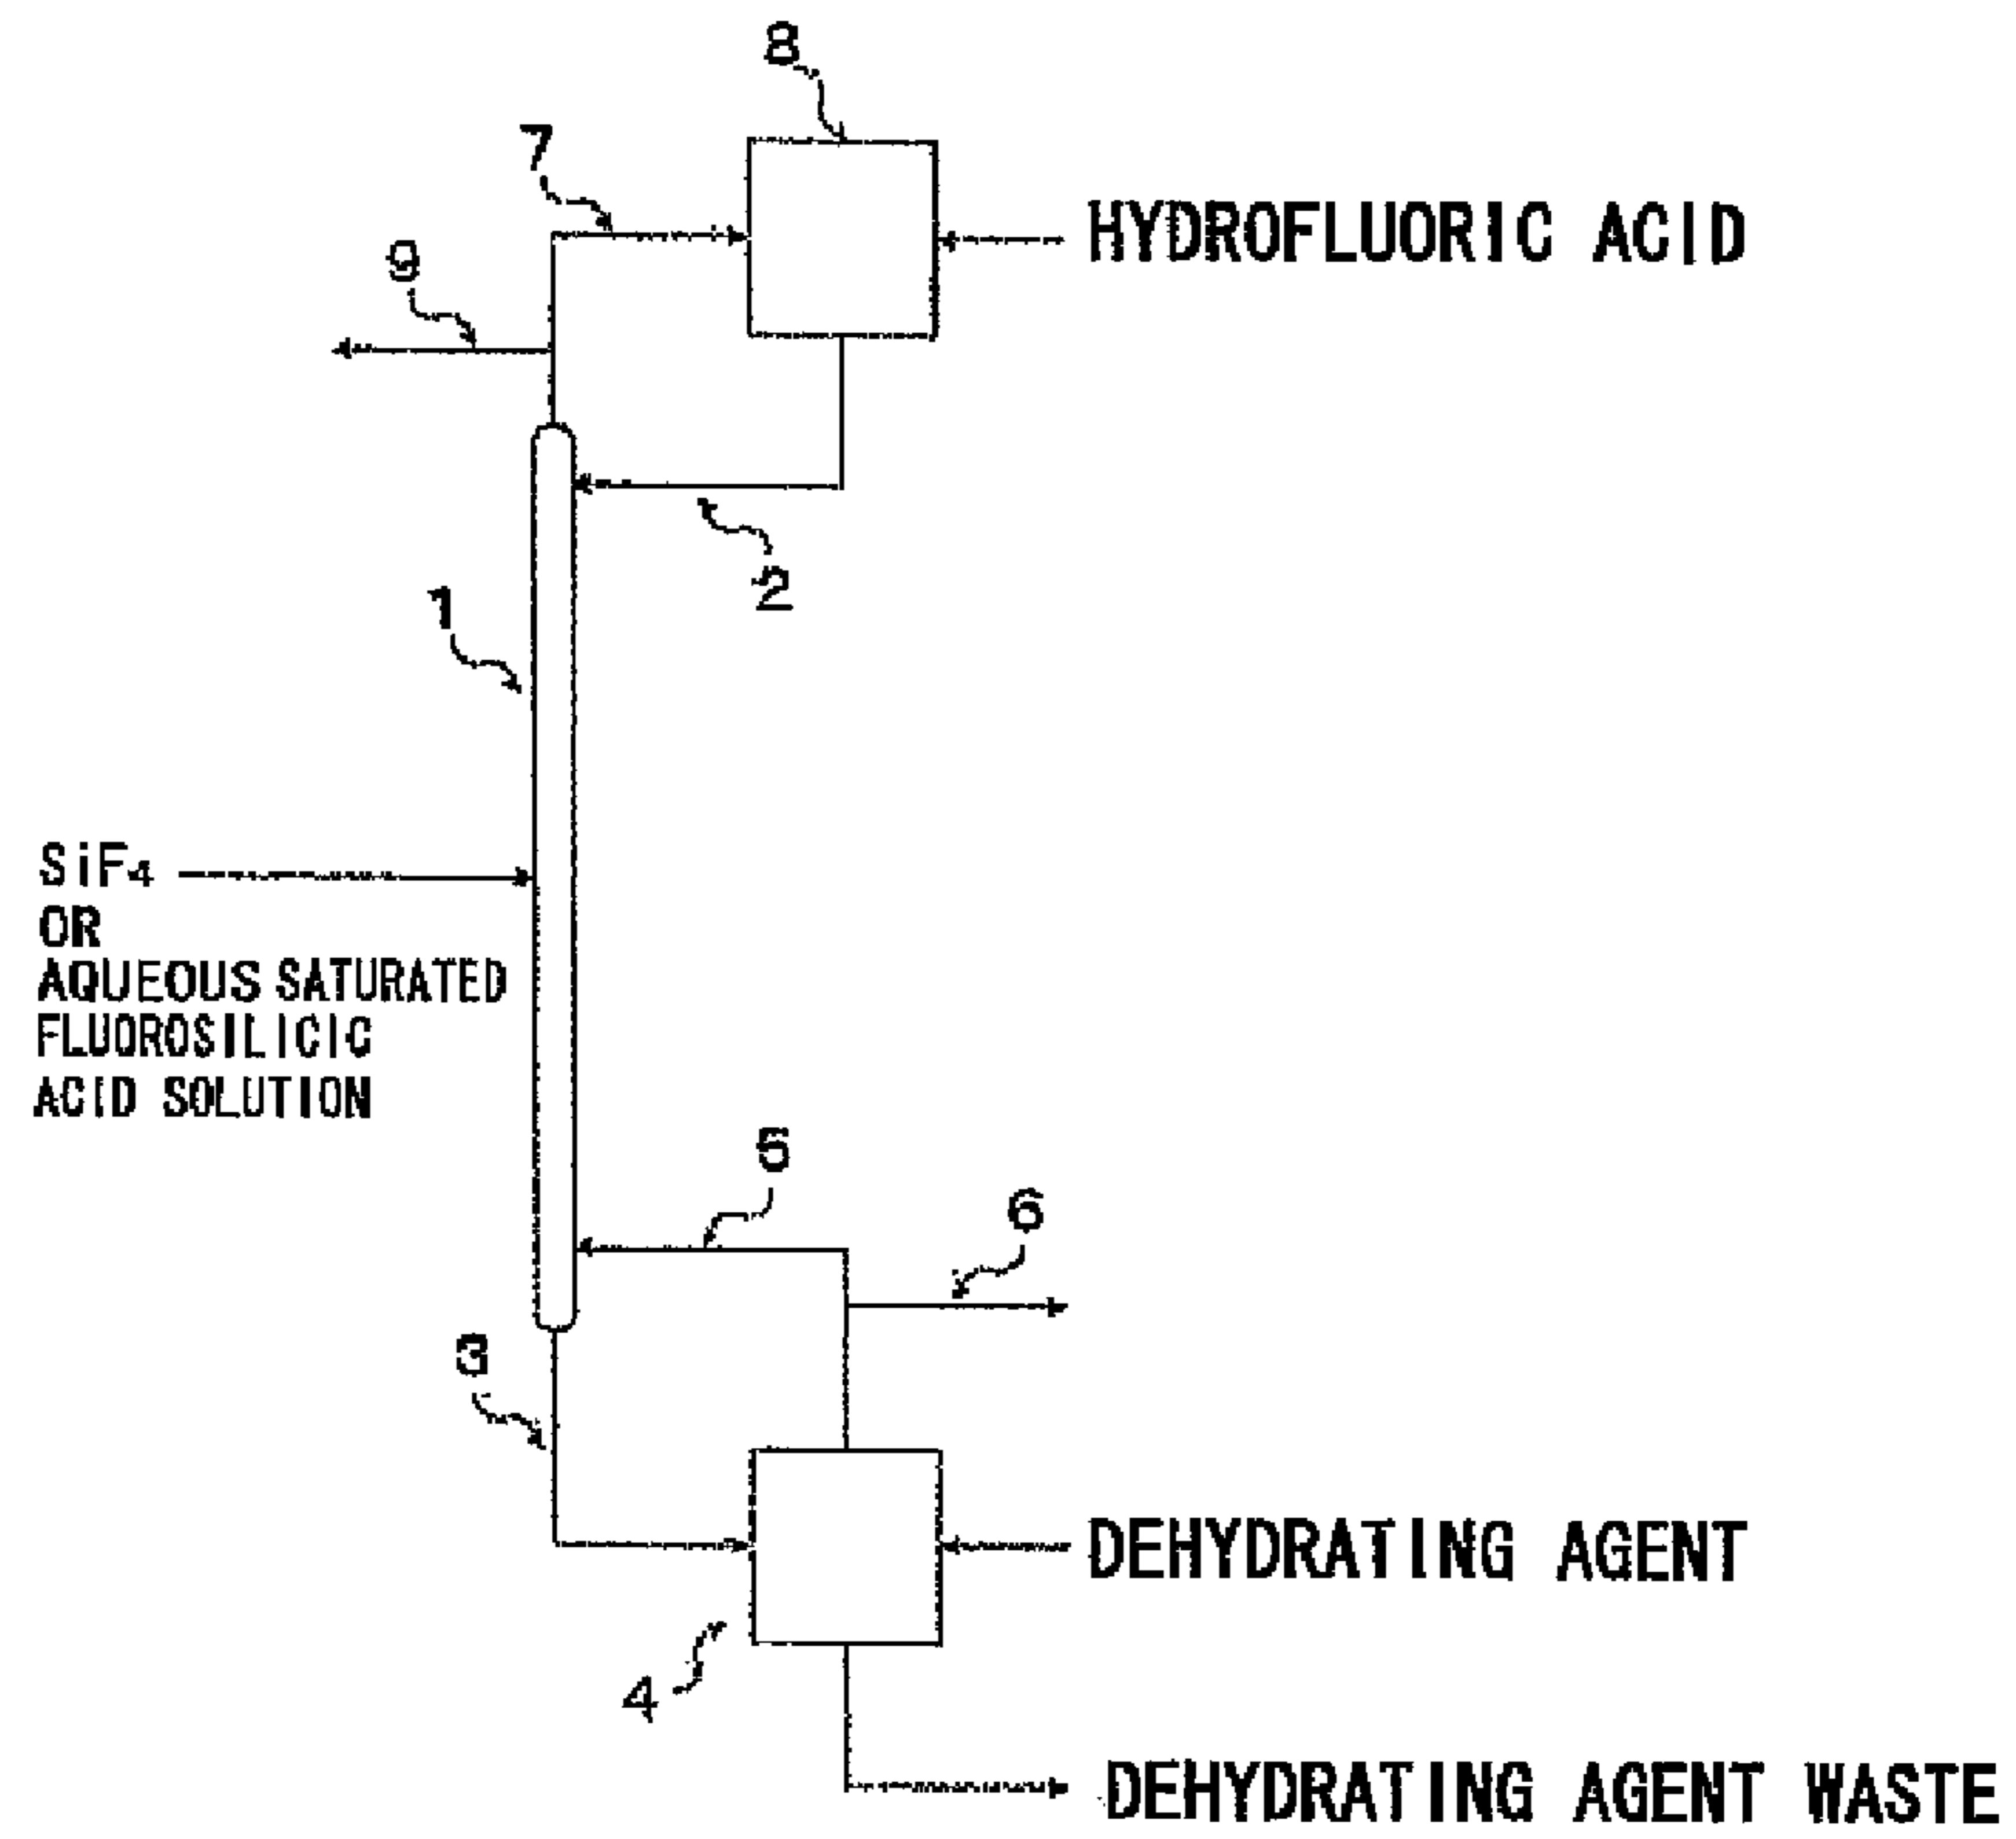 8
7
HYDROFLUORIC ACID
9
2
1
SiF4
OR
AQUEOUS SATURATED
FLUOROSILICIC
ACID SOLUTION
5
6
3
DEHYDRATING AGENT
4
DEHYDRATING AGENT WASTE